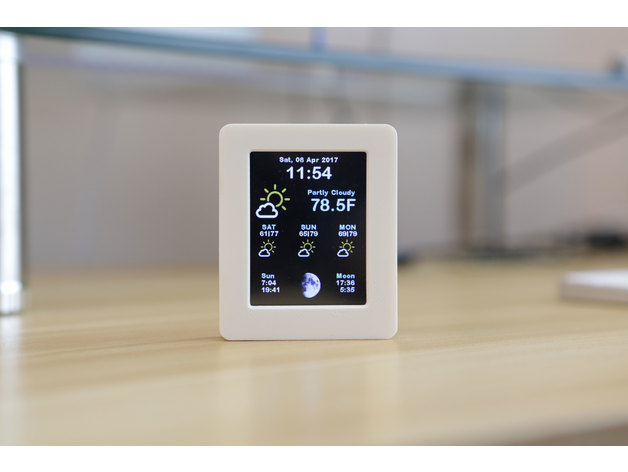 Sat, 08 Apr 2017
11:54
Partly Cloudy
78.5F
SAT SUN MON
61|77 65|79 69|79
Sun Moon
7:04 17:36
19:41 5:35